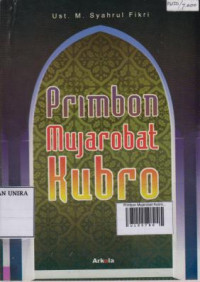 Ust. M. Syahrul Fikri
Primbon
Mujarobat
Kubro
AN UNIRA
Arkola